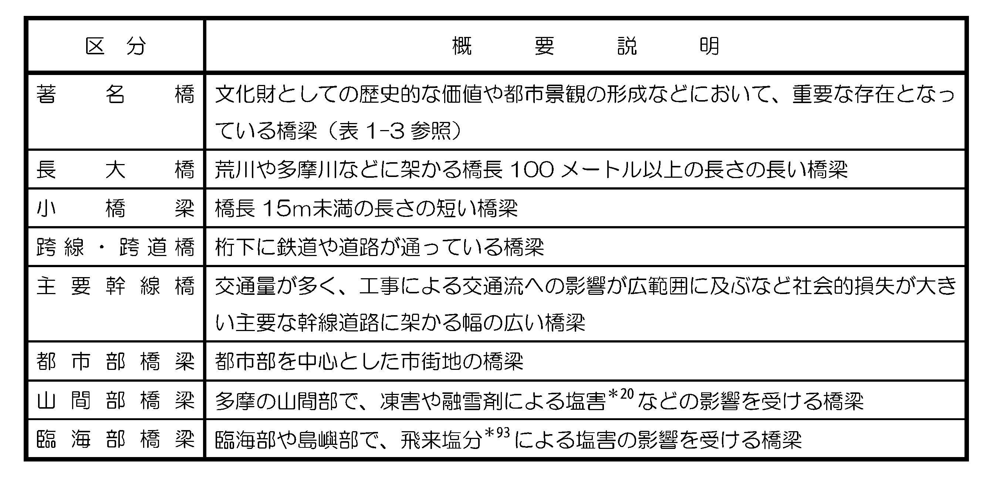 区分 概要説明
著名橋 文化財としての歴史的な価値や都市景観の形成などにおいて、重要な存在となっ
ている橋梁（表 1-3 参照）
長大橋 荒川や多摩川などに架かる橋長 100 メートル以上の長さの長い橋梁
小橋梁 橋長 15m未満の長さの短い橋梁
跨線・跨道橋 桁下に鉄道や道路が通っている橋梁
主要幹線橋 交通量が多く、工事による交通流への影響が広範囲に及ぶなど社会的損失が大き
い主要な幹線道路に架かる幅の広い橋梁
都市部橋梁 都市部を中心とした市街地の橋梁
山間部橋梁 多摩の山間部で、凍害や融雪剤による塩害*20などの影響を受ける橋梁
臨海部橋梁 臨海部や島嶼部で、飛来塩分*93による塩害の影響を受ける橋梁